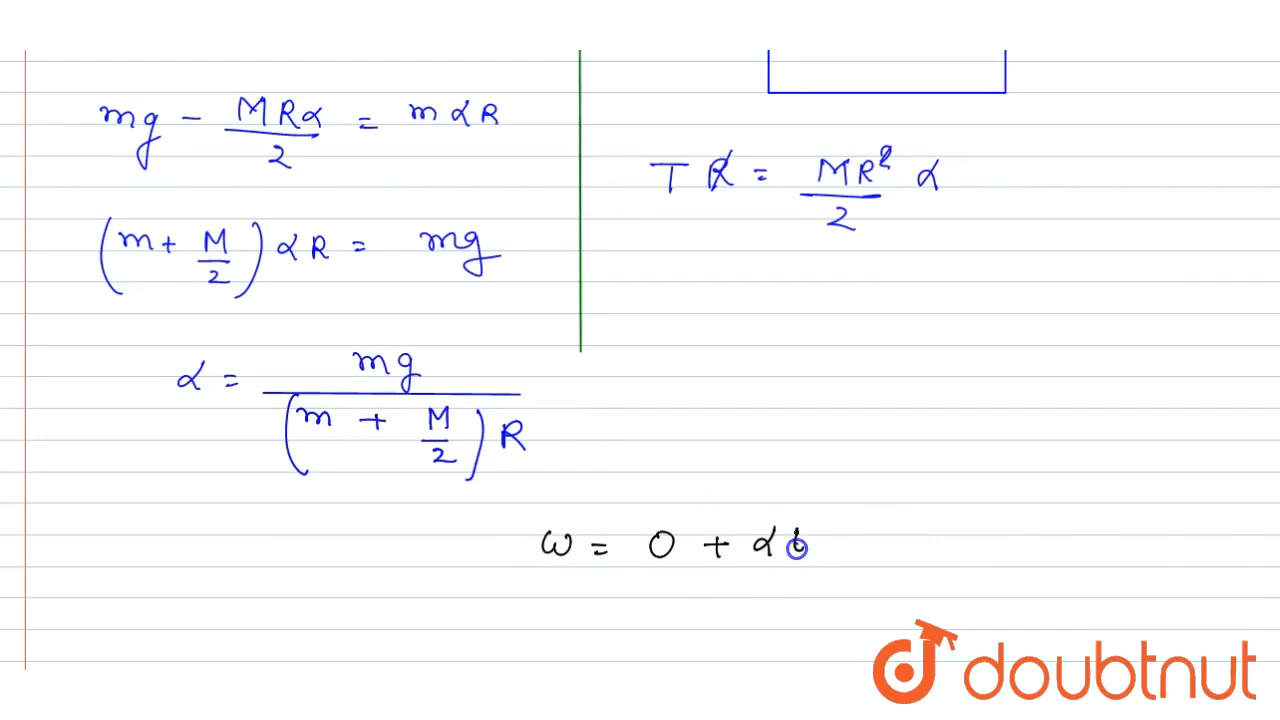 mg - MRα/2 = mαR
(m + M/2) αR = mg
α = mg/((m + M/2) R)
TR = MR²/2 α
ω = 0 + αt
doubtnut